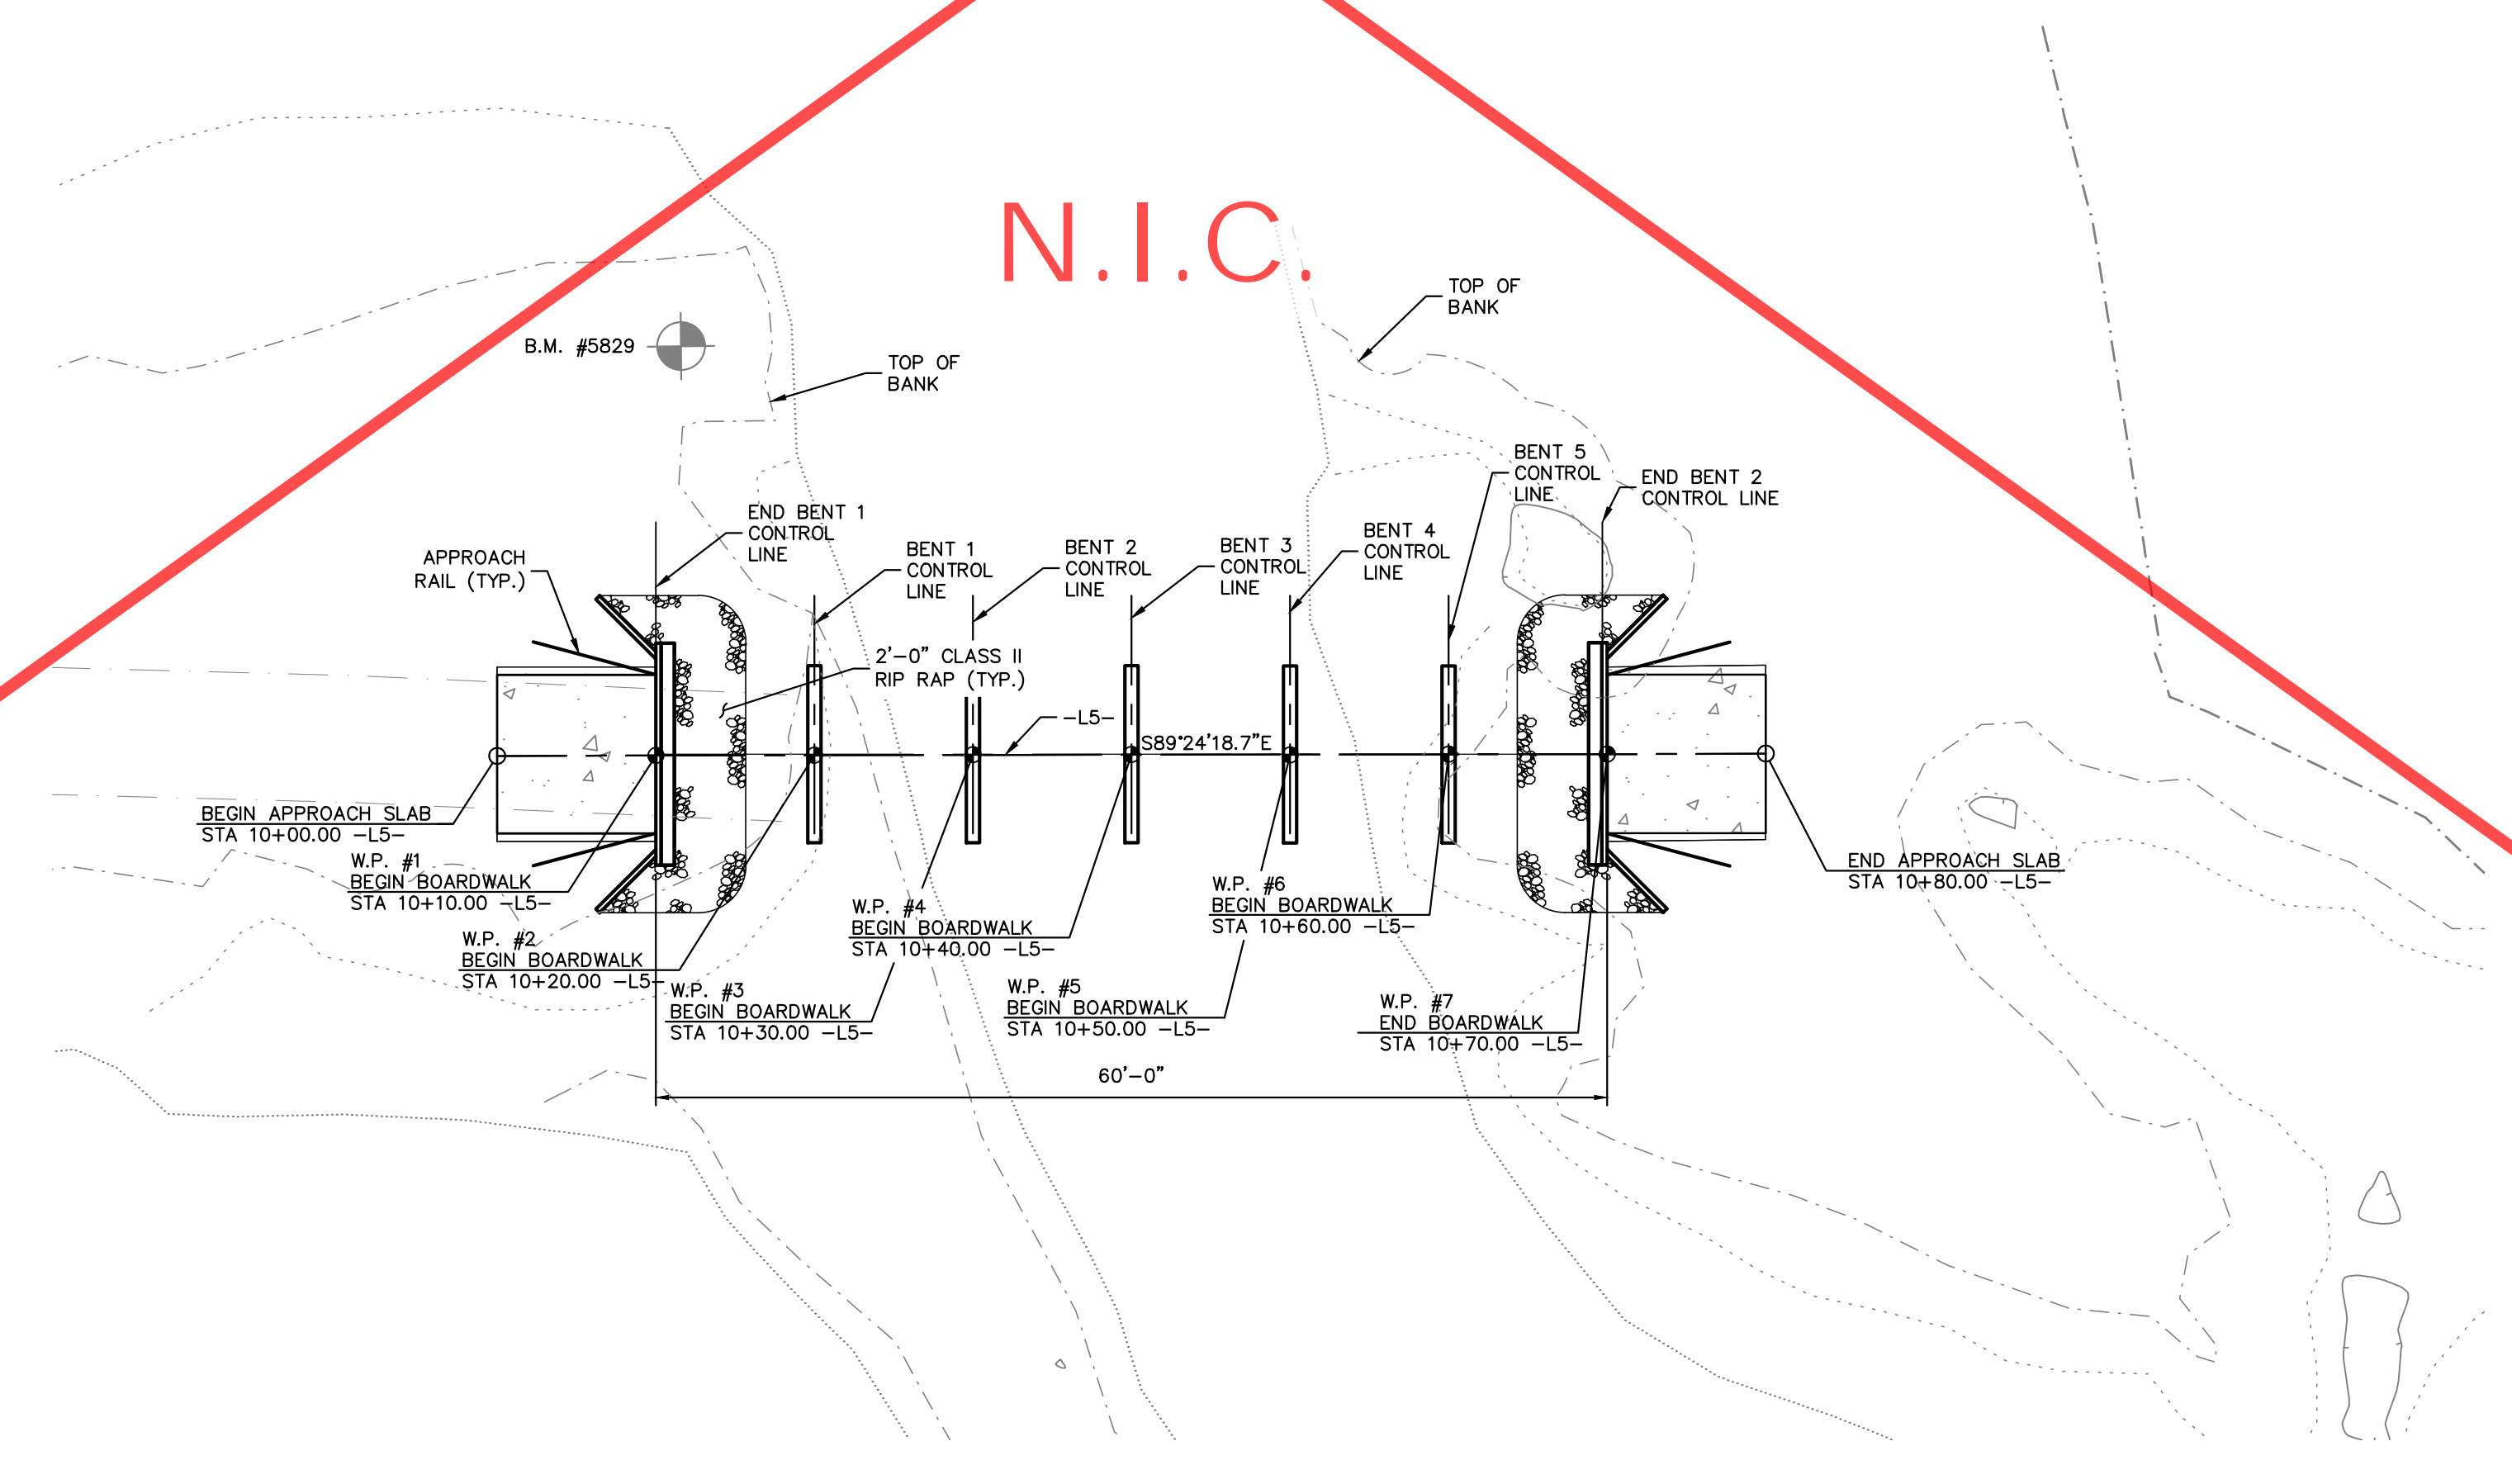 N.I.C.
TOP OF
BANK
B.M. #5829
TOP OF
BANK
BENT 5
CONTROL
LINE
END BENT 2
CONTROL LINE
END BENT 1
CONTROL
LINE
BENT 4
CONTROL
LINE
BENT 3
CONTROL
LINE
BENT 2
CONTROL
LINE
BENT 1
CONTROL
LINE
APPROACH
RAIL (TYP.)
2'-0" CLASS II
RIP RAP (TYP.)
-L5-
S89°24'18.7"E
BEGIN APPROACH SLAB
STA 10+00.00 -L5-
W.P. #1
BEGIN BOARDWALK
STA 10+10.00 -L5-
W.P. #2
BEGIN BOARDWALK
STA 10+20.00 -L5-
W.P. #3
BEGIN BOARDWALK
STA 10+30.00 -L5-
W.P. #4
BEGIN BOARDWALK
STA 10+40.00 -L5-
W.P. #5
BEGIN BOARDWALK
STA 10+50.00 -L5-
W.P. #6
BEGIN BOARDWALK
STA 10+60.00 -L5-
W.P. #7
END BOARDWALK
STA 10+70.00 -L5-
END APPROACH SLAB
STA 10+80.00 -L5-
60'-0"